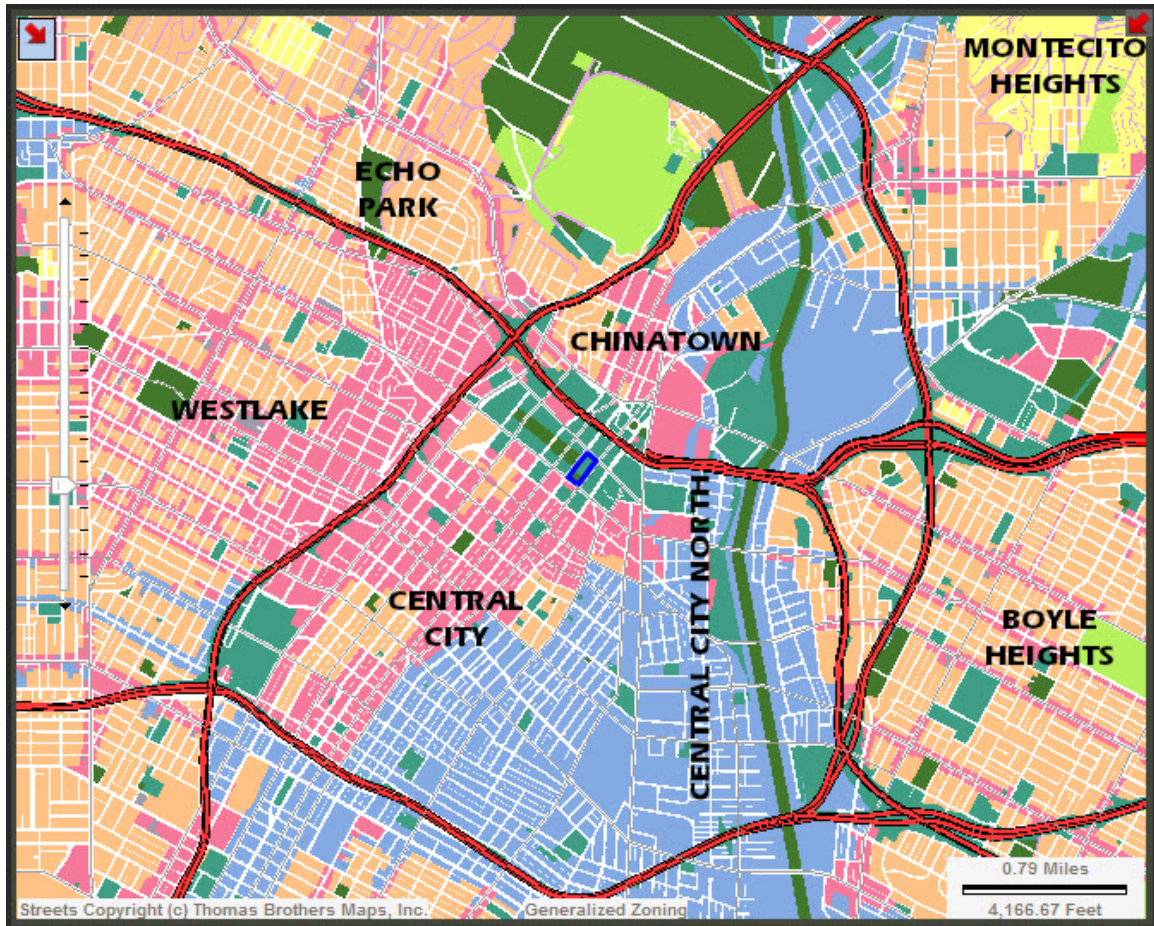 MONTECITO
HEIGHTS
ECHO
PARK
CHINATOWN
WESTLAKE
CENTRAL CITY NORTH
CENTRAL
CITY
BOYLE
HEIGHTS
0.79 Miles
4,166.67 Feet
Streets Copyright (c) Thomas Brothers Maps, Inc.
Generalized Zoning